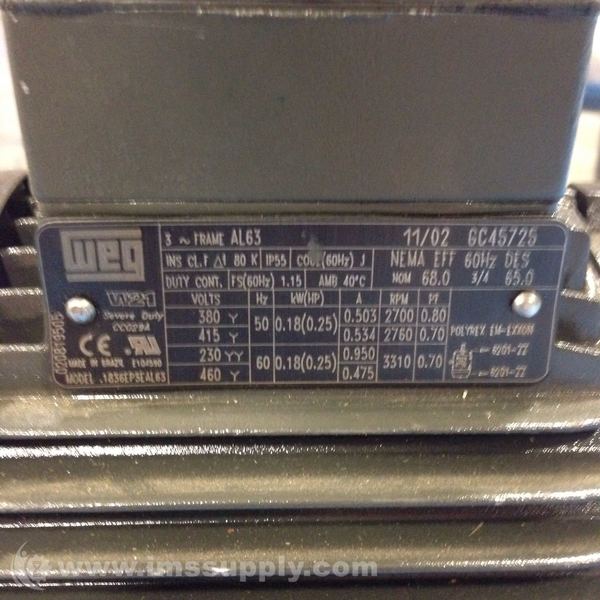 weg
3 ~ FRAME AL63 11/02 GC45725
INS CL.F Δt 80 K IP55 CODE(60Hz) J NEMA EFF 60Hz DES
DUTY CONT. FS(60Hz) 1.15 AMB 40°C NOM 68.0 3/4 65.0
VOLTS Hz kW(HP) A RPM PF
380 Y 50 0.18(0.25) 0.503 2700 0.80
415 Y 0.534 2760 0.70
230 YY 60 0.18(0.25) 0.950 3310 0.70
460 Y 0.475
Severe Duty
CC029A
CE
MADE IN BRAZIL E104590
MODEL .1836EP3EAL63
POLYREX EM-EXXON
6201-ZZ
6201-ZZ
www.imssupply.com